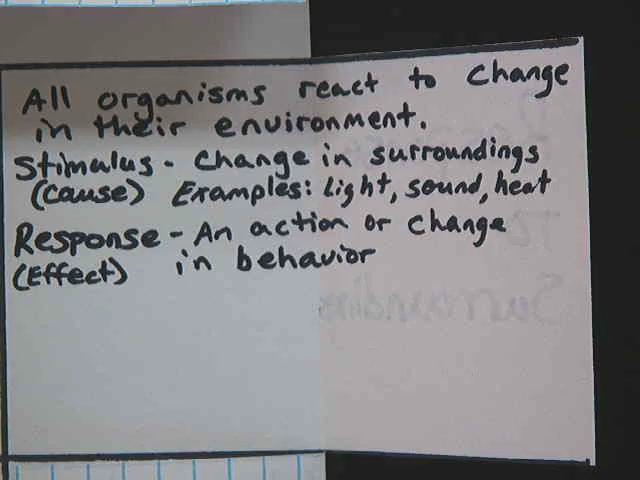 All organisms react to change
in their environment.
Stimulus - Change in surroundings
(Cause) Examples: Light, sound, heat
Response - An action or change
(Effect) in behavior
Surroundings